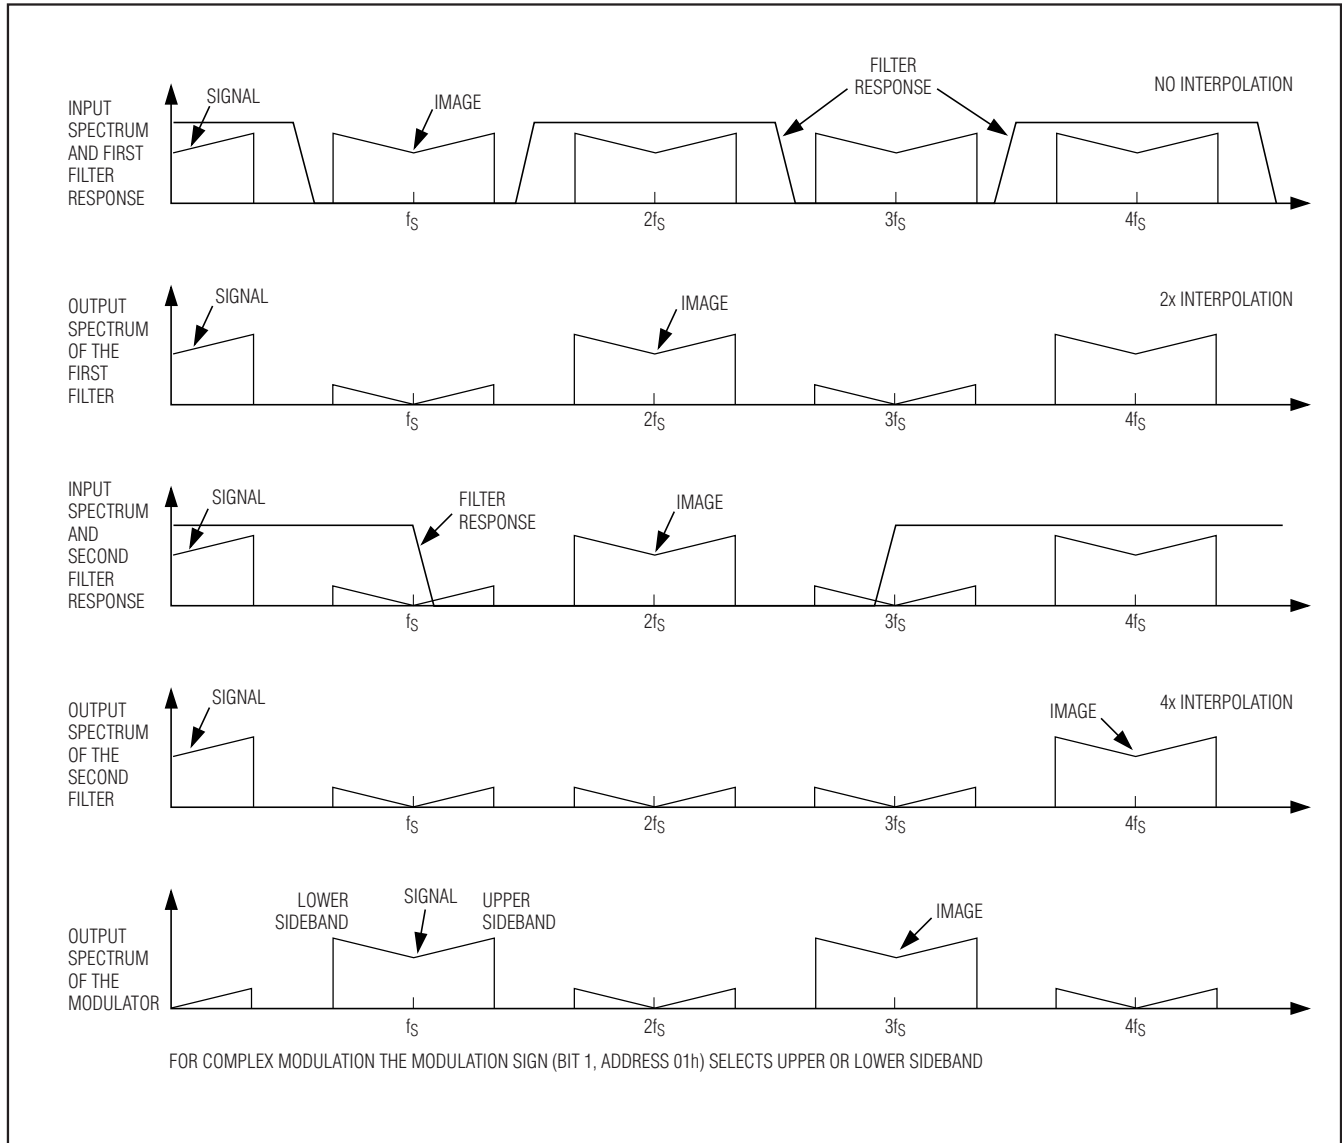 INPUT
SPECTRUM
AND FIRST
FILTER
RESPONSE
SIGNAL
IMAGE
FILTER
RESPONSE
NO INTERPOLATION
fS
2fS
3fS
4fS
OUTPUT
SPECTRUM
OF THE
FIRST
FILTER
SIGNAL
IMAGE
2x INTERPOLATION
fS
2fS
3fS
4fS
INPUT
SPECTRUM
AND
SECOND
FILTER
RESPONSE
SIGNAL
FILTER
RESPONSE
IMAGE
fS
2fS
3fS
4fS
OUTPUT
SPECTRUM
OF THE
SECOND
FILTER
SIGNAL
IMAGE
4x INTERPOLATION
fS
2fS
3fS
4fS
OUTPUT
SPECTRUM
OF THE
MODULATOR
LOWER
SIDEBAND
SIGNAL
UPPER
SIDEBAND
IMAGE
fS
2fS
3fS
4fS
FOR COMPLEX MODULATION THE MODULATION SIGN (BIT 1, ADDRESS 01h) SELECTS UPPER OR LOWER SIDEBAND